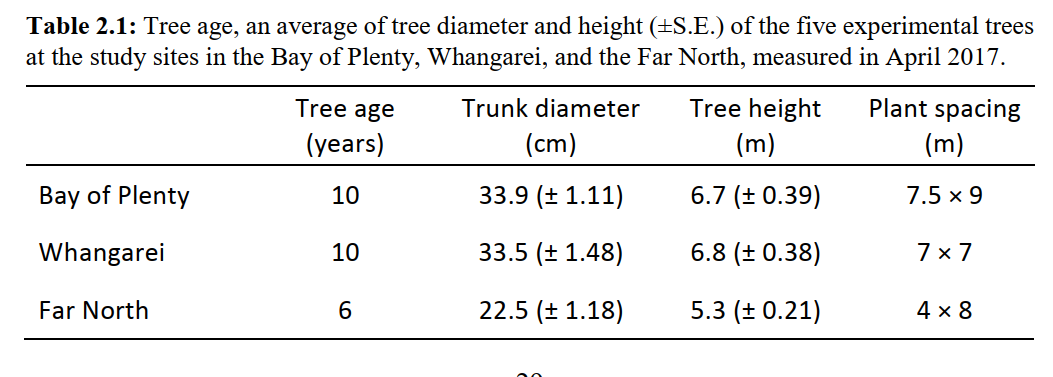 Table 2.1: Tree age, an average of tree diameter and height (±S.E.) of the five experimental trees
at the study sites in the Bay of Plenty, Whangarei, and the Far North, measured in April 2017.
Tree age Trunk diameter Tree height Plant spacing
(years) (cm) (m) (m)
Bay of Plenty 10 33.9 (± 1.11) 6.7 (± 0.39) 7.5 × 9
Whangarei 10 33.5 (± 1.48) 6.8 (± 0.38) 7 × 7
Far North 6 22.5 (± 1.18) 5.3 (± 0.21) 4 × 8